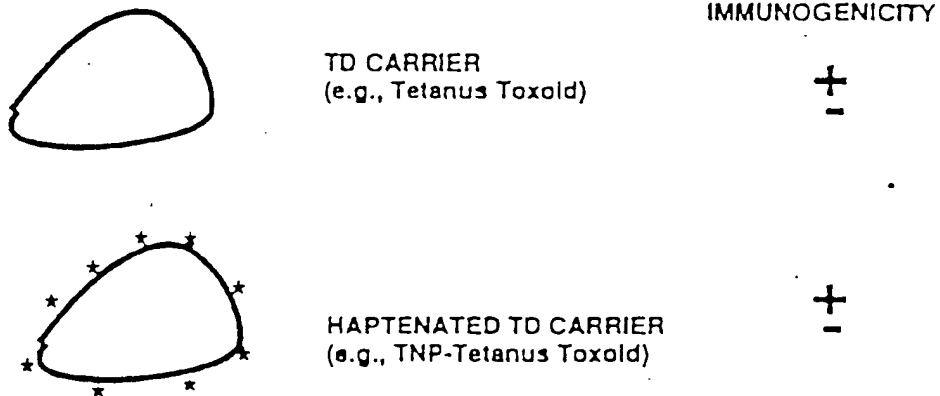 IMMUNOGENICITY
TD CARRIER
(e.g., Tetanus Toxoid)
+
-
HAPTENATED TD CARRIER
(e.g., TNP-Tetanus Toxoid)
+
-